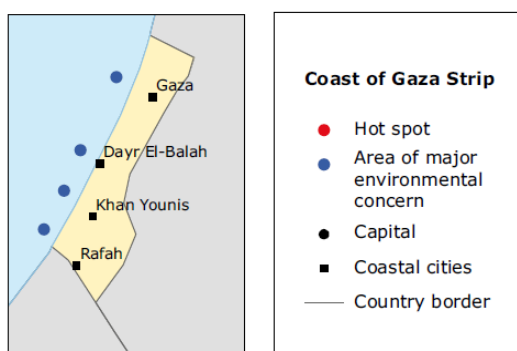 Gaza
Dayr El-Balah
Khan Younis
Rafah
Coast of Gaza Strip
Hot spot
Area of major
environmental
concern
Capital
Coastal cities
Country border